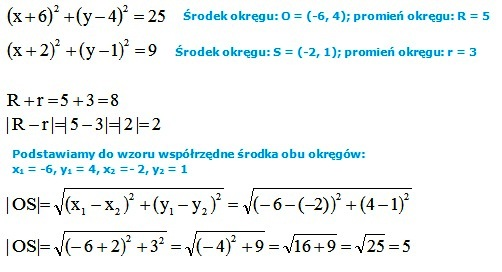 (x+6)²+(y−4)²=25 Środek okręgu: O = (-6, 4); promień okręgu: R = 5
(x+2)²+(y−1)²=9 Środek okręgu: S = (-2, 1); promień okręgu: r = 3
R+r=5+3=8
|R−r|=|5−3|=|2|=2
Podstawiamy do wzoru współrzędne środka obu okręgów:
x₁ = -6, y₁ = 4, x₂ =- 2, y₂ = 1
|OS|=√((x₁−x₂)²+(y₁−y₂)²)=√((−6−(−2))²+(4−1)²)
|OS|=√((−6+2)²+3²)=√((−4)²+9)=√(16+9)=√25=5